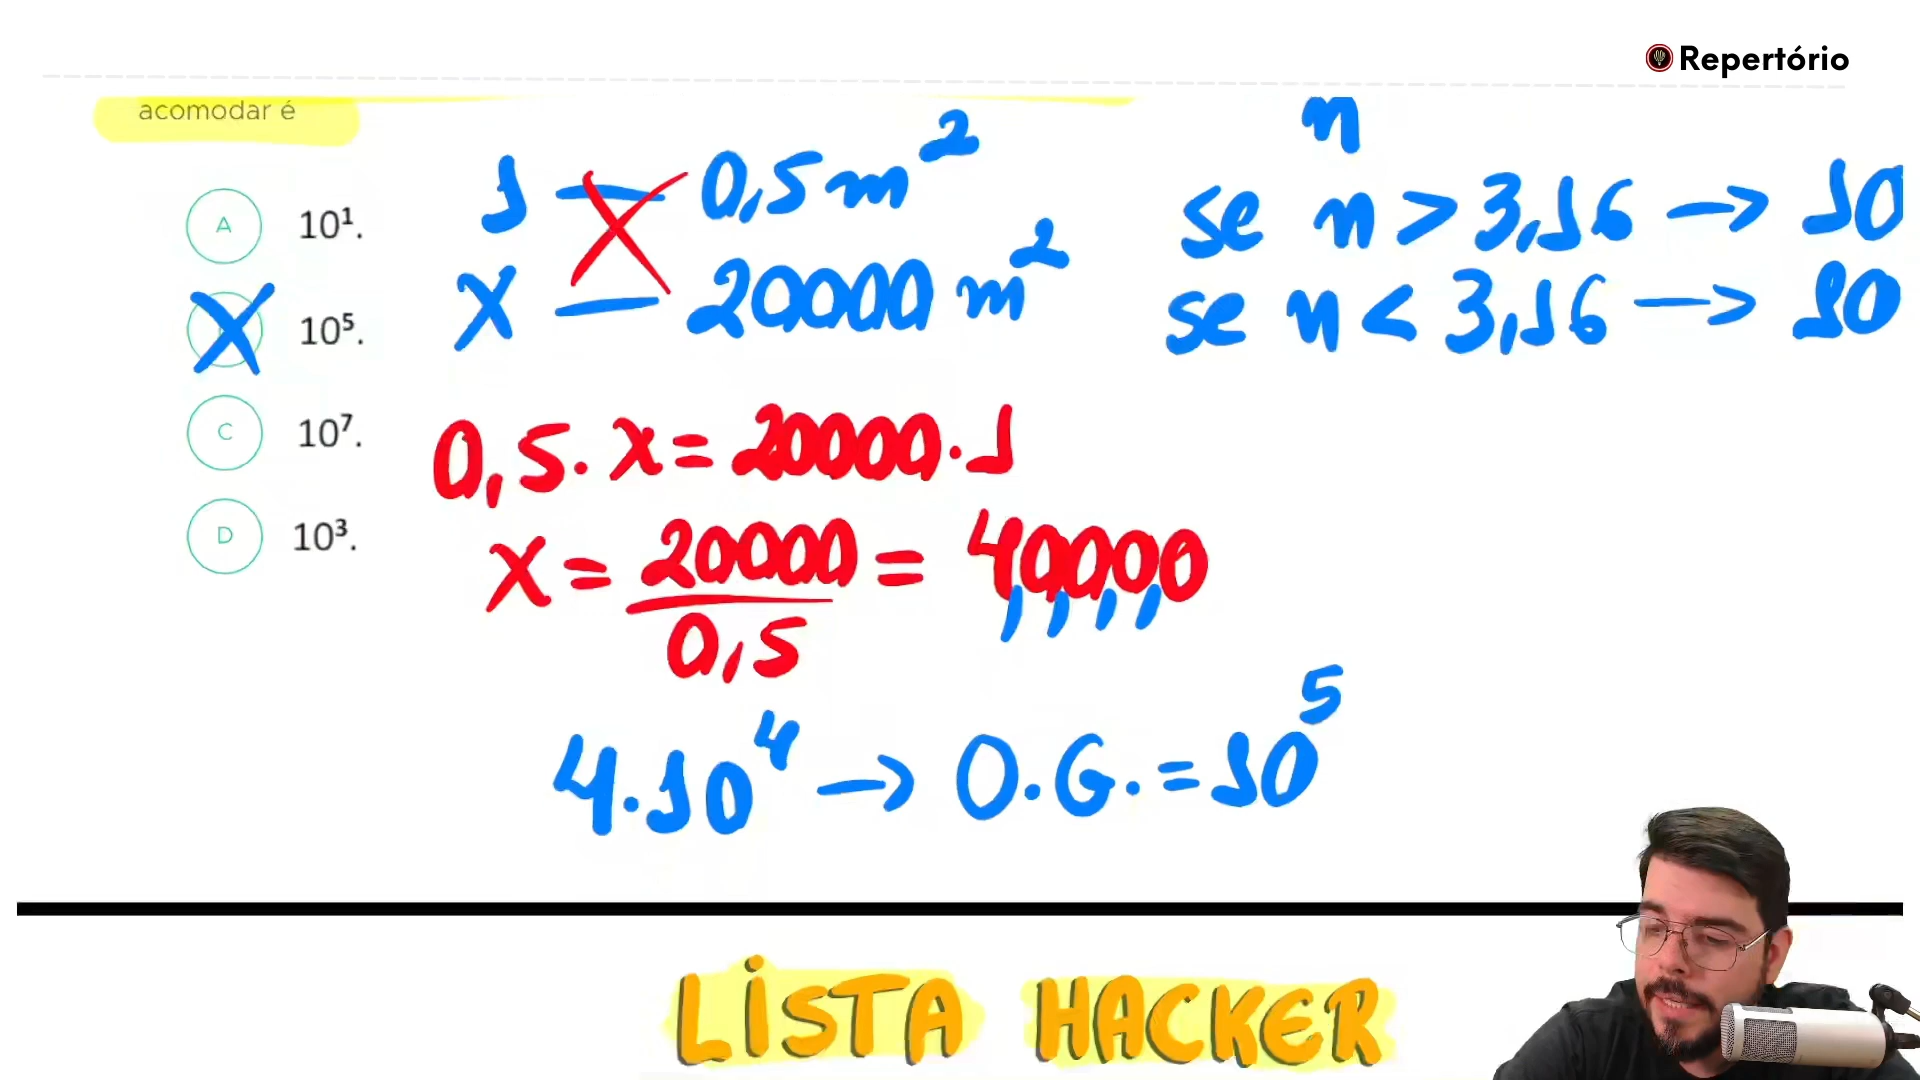 Repertório
acomodar é
n
1 — 0,5 m²
x — 20000 m²
se n > 3,16 → 10
se n < 3,16 → 10
A 10¹.
10⁵.
C 10⁷.
D 10³.
0,5 · x = 20000 · 1
x = 20000 / 0,5 = 40000
4 · 10⁴ → O.G. = 10⁵
LISTA HACKER